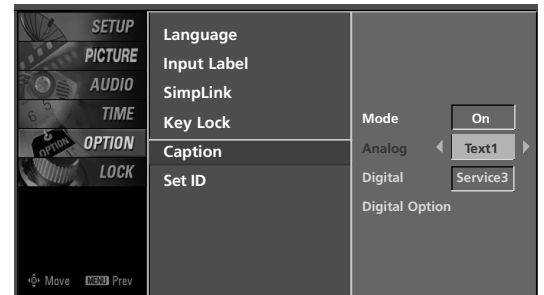 SETUP
PICTURE
AUDIO
TIME
OPTION
LOCK
Move MENU Prev
Language
Input Label
SimpLink
Key Lock
Caption
Set ID
Mode On
Analog Text1
Digital Service3
Digital Option